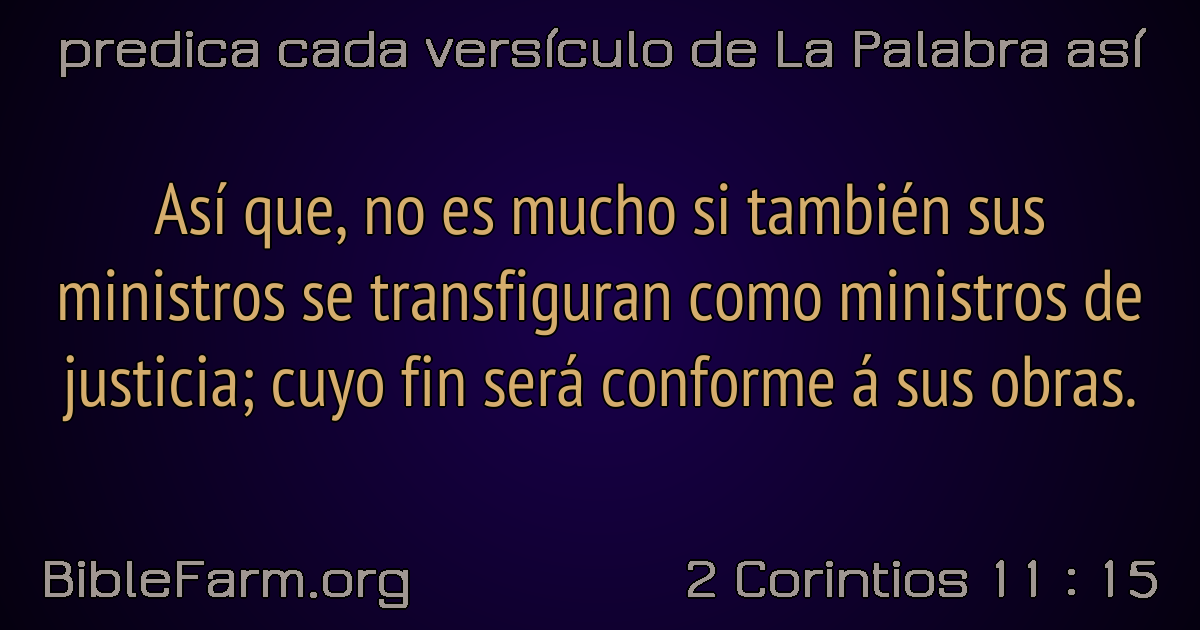 predica cada versículo de La Palabra así
Así que, no es mucho si también sus
ministros se transfiguran como ministros de
justicia; cuyo fin será conforme á sus obras.
BibleFarm.org
2 Corintios 11 : 15